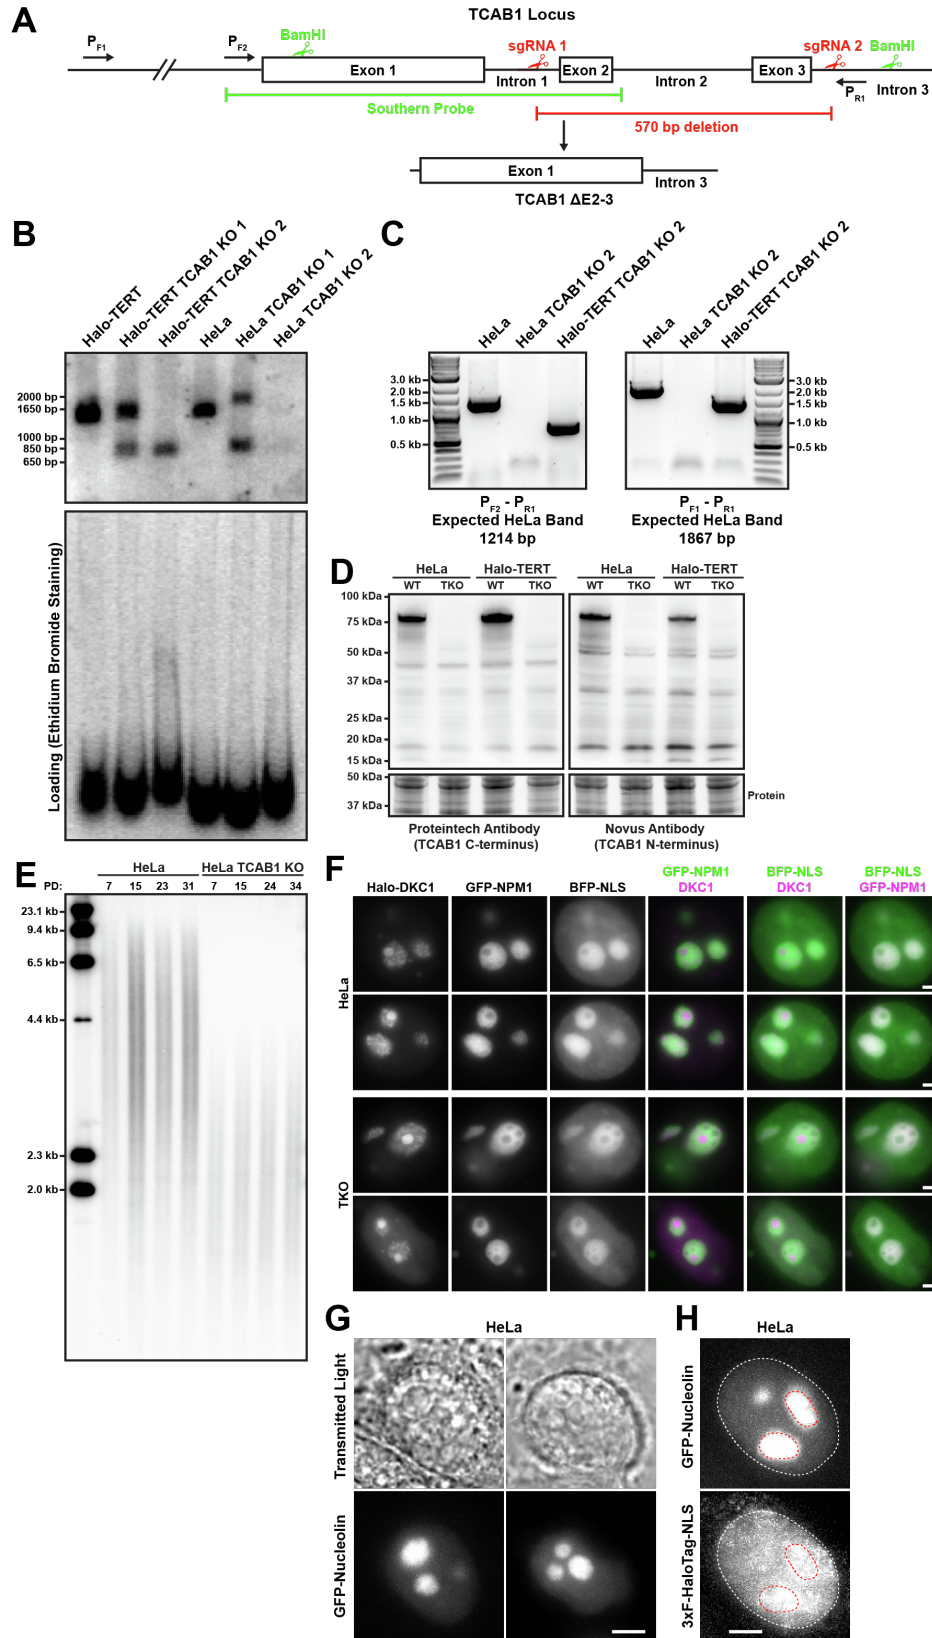 A
TCAB1 Locus
PF1
PF2
BamHI
sgRNA 1
sgRNA 2
BamHI
Exon 1
Intron 1
Exon 2
Intron 2
Exon 3
PR1
Intron 3
Southern Probe
570 bp deletion
Exon 1
Intron 3
TCAB1 ΔE2-3
B
Halo-TERT
Halo-TERT TCAB1 KO 1
Halo-TERT TCAB1 KO 2
HeLa
HeLa TCAB1 KO 1
HeLa TCAB1 KO 2
2000 bp
1650 bp
1000 bp
850 bp
650 bp
Loading (Ethidium Bromide Staining)
C
HeLa
HeLa TCAB1 KO 2
Halo-TERT TCAB1 KO 2
3.0 kb
2.0 kb
1.5 kb
1.0 kb
0.5 kb
PF2 - PR1
Expected HeLa Band
1214 bp
HeLa
HeLa TCAB1 KO 2
Halo-TERT TCAB1 KO 2
3.0 kb
2.0 kb
1.5 kb
1.0 kb
0.5 kb
PF1 - PR1
Expected HeLa Band
1867 bp
D
HeLa Halo-TERT HeLa Halo-TERT
WT TKO WT TKO WT TKO WT TKO
100 kDa
75 kDa
50 kDa
37 kDa
25 kDa
20 kDa
15 kDa
50 kDa
37 kDa
Protein
Proteintech Antibody
(TCAB1 C-terminus)
Novus Antibody
(TCAB1 N-terminus)
E
HeLa HeLa TCAB1 KO
PD: 7 15 23 31 7 15 24 34
23.1 kb
9.4 kb
6.5 kb
4.4 kb
2.3 kb
2.0 kb
F
Halo-DKC1
GFP-NPM1
BFP-NLS
GFP-NPM1
DKC1
BFP-NLS
DKC1
BFP-NLS
GFP-NPM1
HeLa
TKO
G
HeLa
Transmitted Light
GFP-Nucleolin
H
HeLa
GFP-Nucleolin
3xF-HaloTag-NLS